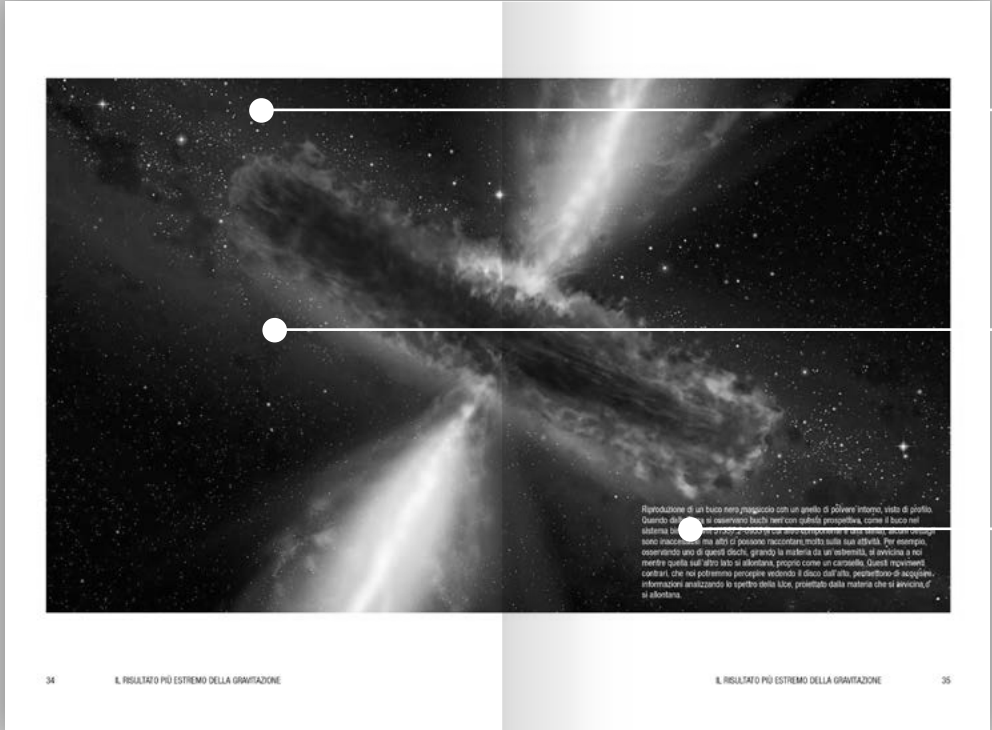 Riproduzione di un buco nero massiccio con un anello di polvere intorno, visto di profilo.
Quando dalla si osservano buchi neri con questa prospettiva, come il buco nel
sistema
sono inaccessibili ma altri ci possono raccontare molto sulla sua attività. Per esempio,
osservando uno di questi dischi, girando la materia da un'estremità, si avvicina a noi
mentre quella sull'altro lato si allontana, proprio come un carosello. Questi movimenti
contrari, che noi potremmo percepire vedendo il disco dall'alto, permettono di acquisire
informazioni analizzando lo spettro della luce, proiettato dalla materia che si avvicina o
si allontana.
34
IL RISULTATO PIÙ ESTREMO DELLA GRAVITAZIONE
IL RISULTATO PIÙ ESTREMO DELLA GRAVITAZIONE
35